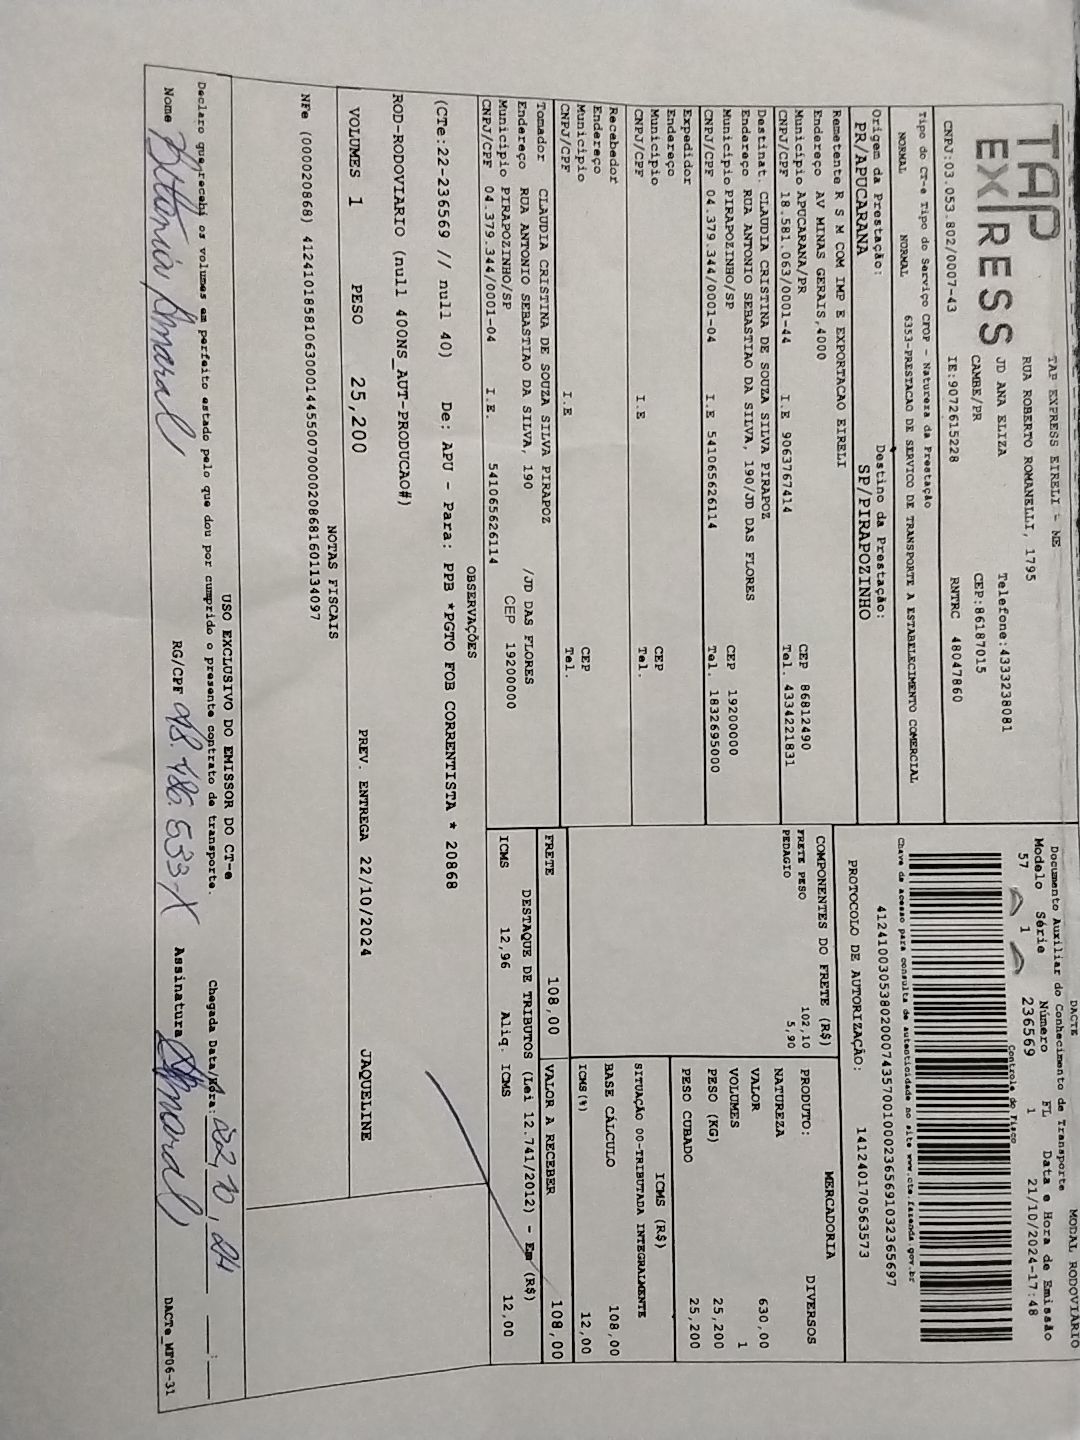 TAP
EXPRESS
TAP EXPRESS EIRELI - ME
RUA ROBERTO ROMANELLI, 1795
JD ANA ELIZA Telefone:4333238081
CAMBE/PR CEP:86187015
CNPJ:03.053.802/0007-43 IE:9072615228 RNTRC 48047860
DACTE MODAL RODOVIÁRIO
Documento Auxiliar do Conhecimento de Transporte
Modelo Série Número FL Data e Hora de Emissão
57 1 236569 1 21/10/2024-17:48
Controle do Fisco
Tipo do CT-e Tipo do Serviço CFOP - Natureza da Prestação
NORMAL NORMAL 6353-PRESTACAO DE SERVICO DE TRANSPORTE A ESTABELECIMENTO COMERCIAL
Chave de acesso para consulta de autenticidade no site www.cte.fazenda.gov.br
41241003053802000743570010002365691032365697
PROTOCOLO DE AUTORIZAÇÃO: 141240170563573
Origem da Prestação: Destino da Prestação:
PR/APUCARANA SP/PIRAPOZINHO
Remetente R S M COM IMP E EXPORTACAO EIRELI
Endereço AV MINAS GERAIS,4000
Município APUCARANA/PR CEP 86812490
CNPJ/CPF 18.581.063/0001-44 I.E 9063767414 Tel. 4334221831
Destinat. CLAUDIA CRISTINA DE SOUZA SILVA PIRAPOZ
Endereço RUA ANTONIO SEBASTIAO DA SILVA, 190/JD DAS FLORES
Município PIRAPOZINHO/SP CEP 19200000
CNPJ/CPF 04.379.344/0001-04 I.E 541065626114 Tel. 1832695000
Expedidor
Endereço
Município CEP
CNPJ/CPF I.E Tel.
Recebedor
Endereço
Município CEP
CNPJ/CPF I.E Tel.
Tomador CLAUDIA CRISTINA DE SOUZA SILVA PIRAPOZ
Endereço RUA ANTONIO SEBASTIAO DA SILVA, 190 /JD DAS FLORES
Município PIRAPOZINHO/SP CEP 19200000
CNPJ/CPF 04.379.344/0001-04 I.E. 541065626114
COMPONENTES DO FRETE (R$)
FRETE PESO 102,10
PEDAGIO 5,90
MERCADORIA
PRODUTO: DIVERSOS
NATUREZA
VALOR 630,00
VOLUMES 1
PESO (KG) 25,200
PESO CUBADO 25,200
ICMS (R$)
SITUAÇÃO 00-TRIBUTADA INTEGRALMENTE
BASE CÁLCULO 108,00
ICMS(%) 12,00
FRETE 108,00 VALOR A RECEBER 108,00
DESTAQUE DE TRIBUTOS (Lei 12.741/2012) - Em (R$)
ICMS 12,96 Aliq. ICMS 12,00
OBSERVAÇÕES
(CTe:22-236569 // null 40) De: APU - Para: PPB *PGTO FOB CORRENTISTA * 20868
ROD-RODOVIARIO (null 400NS_AUT-PRODUCAO#)
VOLUMES 1 PESO 25,200 PREV. ENTREGA 22/10/2024 JAQUELINE
NOTAS FISCAIS
NFe (000020868) 41241018581063000144550070000208681601134097
USO EXCLUSIVO DO EMISSOR DO CT-e
Declaro que recebi os volumes em perfeito estado pelo que dou por cumprido o presente contrato de transporte. Chegada Data/Hora: 22, 10, 24
Nome Amaral RG/CPF 48.486.533-X Assinatura Amaral
DACTe_MF06-31